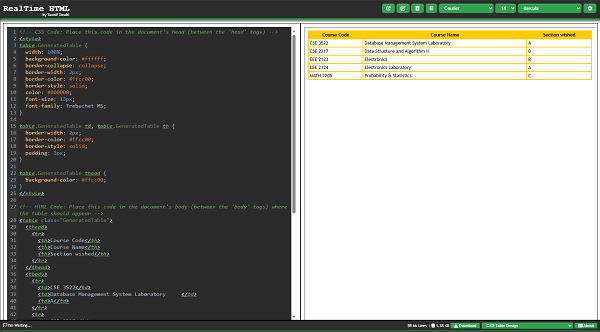 RealTime HTML
by Tawsif Torabi
Courier
14
darcula
1 <!-- CSS Code: Place this code in the document's head (between the 'head' tags) -->
2 <style>
3 table.GeneratedTable {
4 width: 100%;
5 background-color: #ffffff;
6 border-collapse: collapse;
7 border-width: 2px;
8 border-color: #ffcc00;
9 border-style: solid;
10 color: #000000;
11 font-size: 13px;
12 font-family: Trebuchet MS;
13 }
14
15 table.GeneratedTable td, table.GeneratedTable th {
16 border-width: 2px;
17 border-color: #ffcc00;
18 border-style: solid;
19 padding: 3px;
20 }
21
22 table.GeneratedTable thead {
23 background-color: #ffcc00;
24 }
25 </style>
26
27 <!-- HTML Code: Place this code in the document's body (between the 'body' tags) where
the table should appear -->
28 <table class="GeneratedTable">
29 <thead>
30 <tr>
31 <th>Course Code</th>
32 <th>Course Name</th>
33 <th>Section wished</th>
34 </tr>
35 </thead>
36 <tbody>
37 <tr>
38 <td>CSE 3522</td>
39 <td>Database Management System Laboratory </td>
40 <td>A</td>
41 </tr>
42 <tr>
Course Code Course Name Section wished
CSE 3522 Database Management System Laboratory A
CSE 2217 Data Structure and Algorithm II B
EEE 2123 Electronics B
EEE 2124 Electronics Laboratory A
MATH 2205 Probability & Statistics C
I'm Waiting...
66 Lines
1.38 KB
Download
CSS Table Design
About